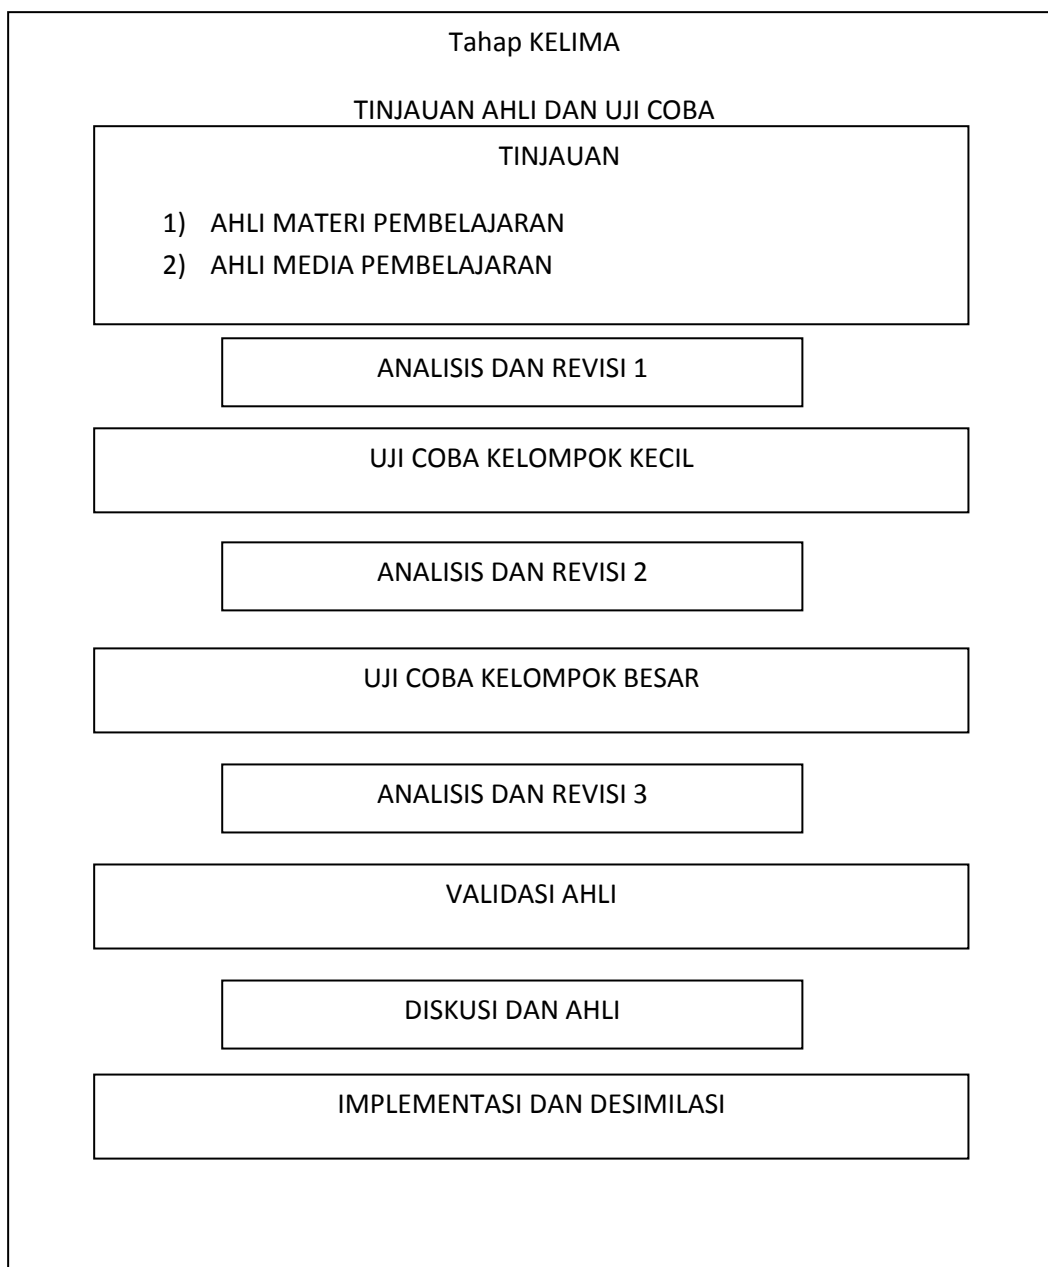 Tahap KELIMA
TINJAUAN AHLI DAN UJI COBA
TINJAUAN
1) AHLI MATERI PEMBELAJARAN
2) AHLI MEDIA PEMBELAJARAN
ANALISIS DAN REVISI 1
UJI COBA KELOMPOK KECIL
ANALISIS DAN REVISI 2
UJI COBA KELOMPOK BESAR
ANALISIS DAN REVISI 3
VALIDASI AHLI
DISKUSI DAN AHLI
IMPLEMENTASI DAN DESIMILASI